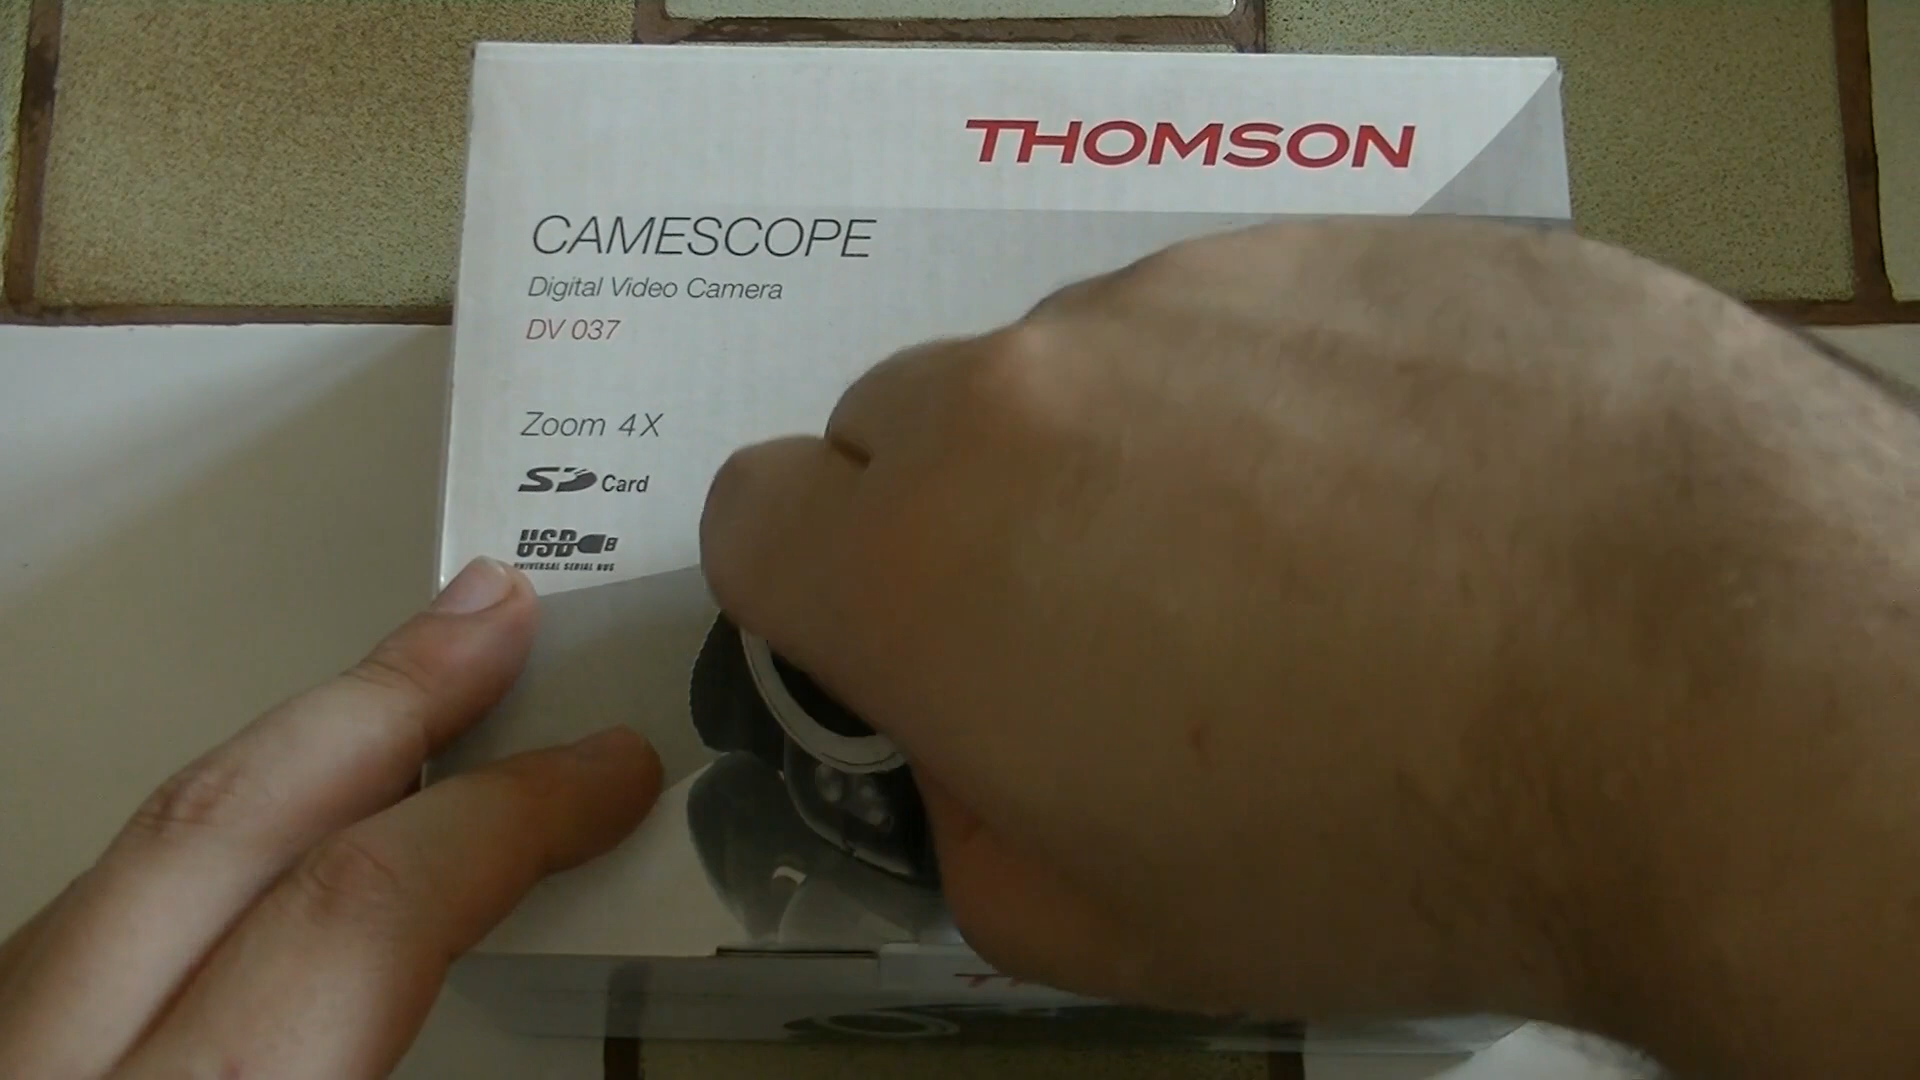 THOMSON
CAMESCOPE
Digital Video Camera
DV 037
Zoom 4X
SD Card
USB
UNIVERSAL SERIAL BUS